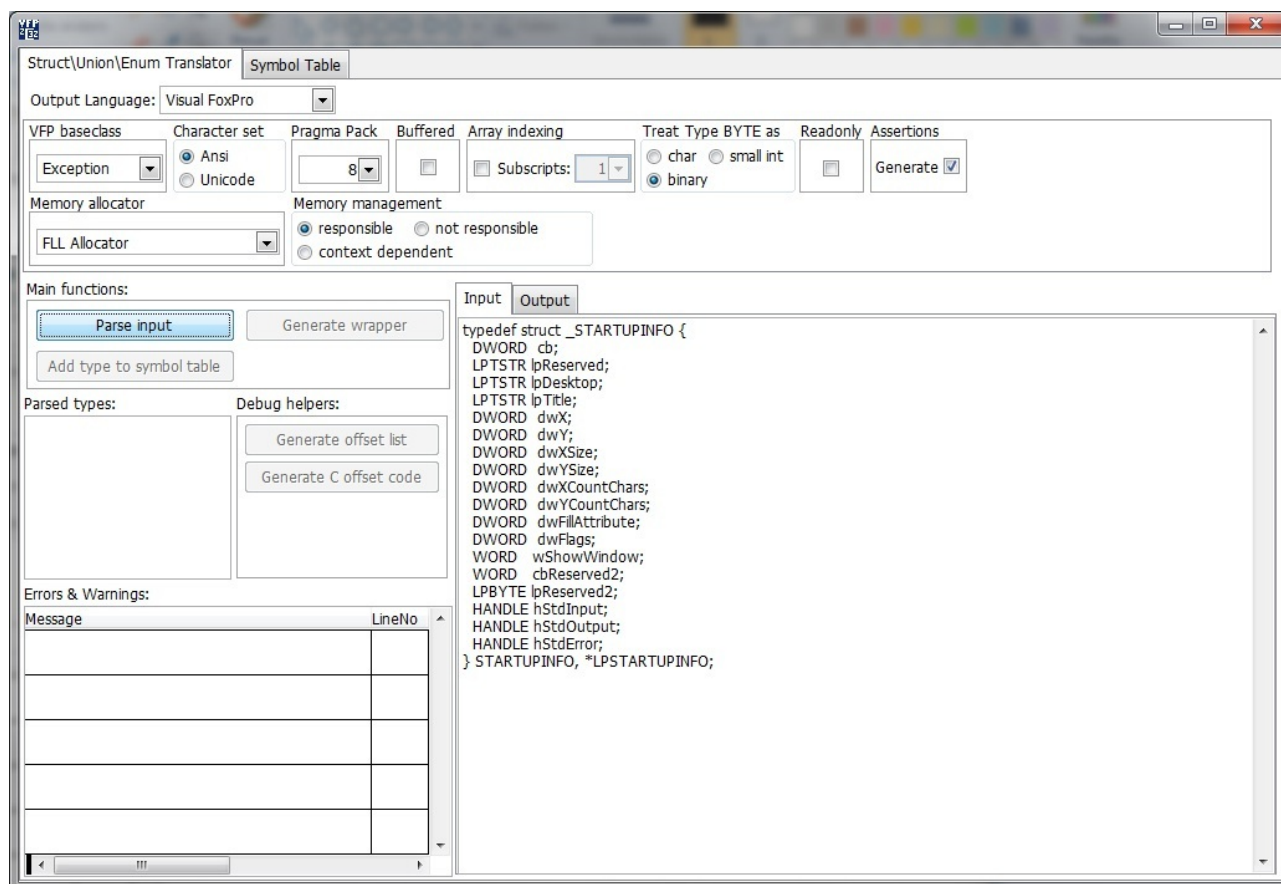 VFP
2 32
Struct\Union\Enum Translator
Symbol Table
Output Language: Visual FoxPro
VFP baseclass
Character set
Pragma Pack
Buffered
Array indexing
Treat Type BYTE as
Readonly
Assertions
Exception
Ansi
Unicode
8
Subscripts: 1
char
small int
binary
Generate
Memory allocator
Memory management
FLL Allocator
responsible
not responsible
context dependent
Main functions:
Parse input
Generate wrapper
Add type to symbol table
Parsed types:
Debug helpers:
Generate offset list
Generate C offset code
Errors & Warnings:
Message
LineNo
Input
Output
typedef struct _STARTUPINFO {
DWORD cb;
LPTSTR lpReserved;
LPTSTR lpDesktop;
LPTSTR lpTitle;
DWORD dwX;
DWORD dwY;
DWORD dwXSize;
DWORD dwYSize;
DWORD dwXCountChars;
DWORD dwYCountChars;
DWORD dwFillAttribute;
DWORD dwFlags;
WORD wShowWindow;
WORD cbReserved2;
LPBYTE lpReserved2;
HANDLE hStdInput;
HANDLE hStdOutput;
HANDLE hStdError;
} STARTUPINFO, *LPSTARTUPINFO;